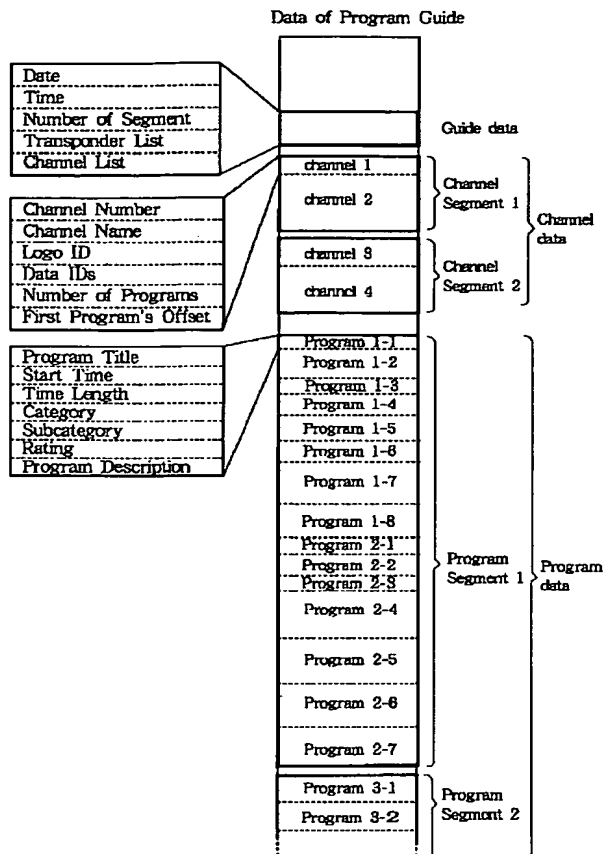 Data of Program Guide
Date
Time
Number of Segment
Transponder List
Channel List
Guide data
Channel Number
Channel Name
Logo ID
Data IDs
Number of Programs
First Program's Offset
channel 1
channel 2
Channel
Segment 1
channel 3
channel 4
Channel
Segment 2
Channel
data
Program Title
Start Time
Time Length
Category
Subcategory
Rating
Program Description
Program 1-1
Program 1-2
Program 1-3
Program 1-4
Program 1-5
Program 1-6
Program 1-7
Program 1-8
Program 2-1
Program 2-2
Program 2-3
Program 2-4
Program 2-5
Program 2-6
Program 2-7
Program
Segment 1
Program
data
Program 3-1
Program 3-2
Program
Segment 2